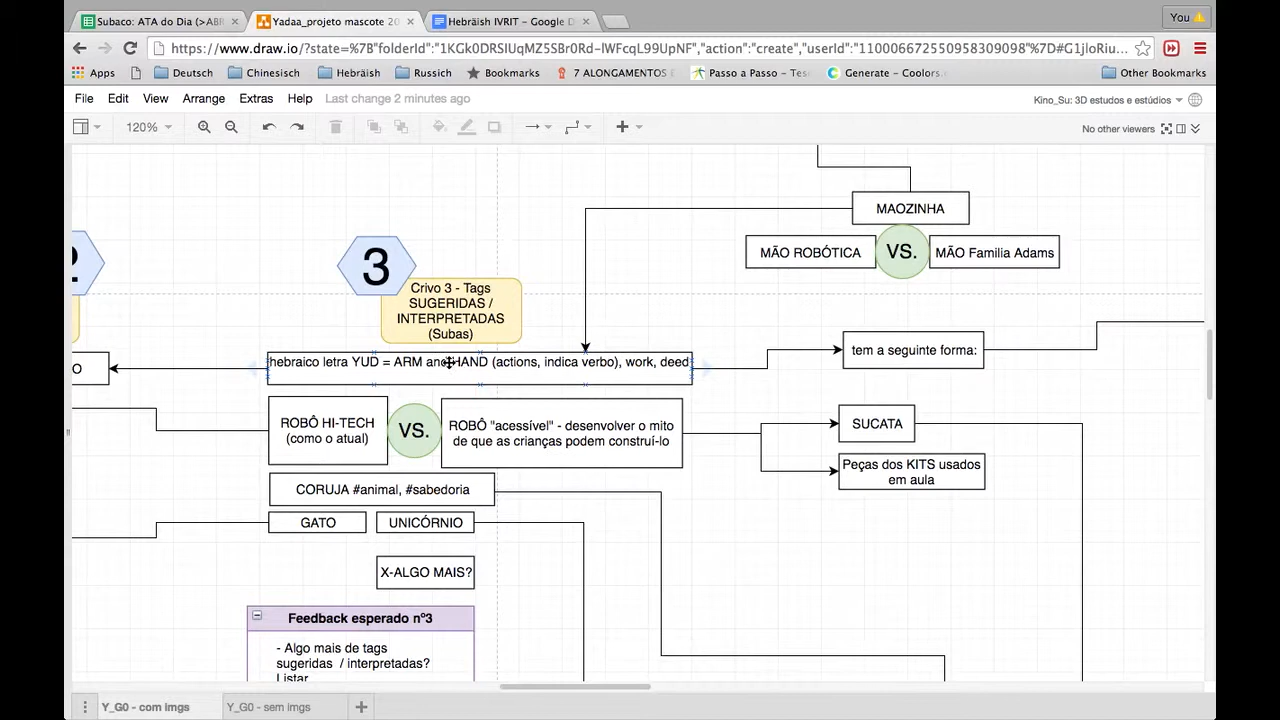 Subaco: ATA do Dia (>ABR
Yadaa_projeto mascote 20
Hebräish IVRIT - Google D
You
https://www.draw.io/?state=%7B"folderId":"1KGk0DRSlUqMZ5SBr0Rd-lWFcqL99UpNF","action":"create","userId":"110006672550958309098"%7D#G1jIoRiu...
Apps
Deutsch
Chinesisch
Hebräish
Russich
Bookmarks
7 ALONGAMENTOS E
Passo a Passo - Tes
Generate - Coolors.
Other Bookmarks
File Edit View Arrange Extras Help Last change 2 minutes ago
Kino_Su: 3D estudos e estúdios
120%
No other viewers
MAOZINHA
MÃO ROBÓTICA
VS.
MÃO Familia Adams
2
3
Crivo 3 - Tags
SUGERIDAS /
INTERPRETADAS
(Subas)
tem a seguinte forma:
O
hebraico letra YUD = ARM and HAND (actions, indica verbo), work, deed
ROBÔ HI-TECH
(como o atual)
VS.
ROBÔ "acessível" - desenvolver o mito
de que as crianças podem construí-lo
SUCATA
Peças dos KITS usados
em aula
CORUJA #animal, #sabedoria
GATO
UNICÓRNIO
X-ALGO MAIS?
Feedback esperado nº3
- Algo mais de tags
sugeridas / interpretadas?
Listar
Y_G0 - com imgs
Y_G0 - sem imgs